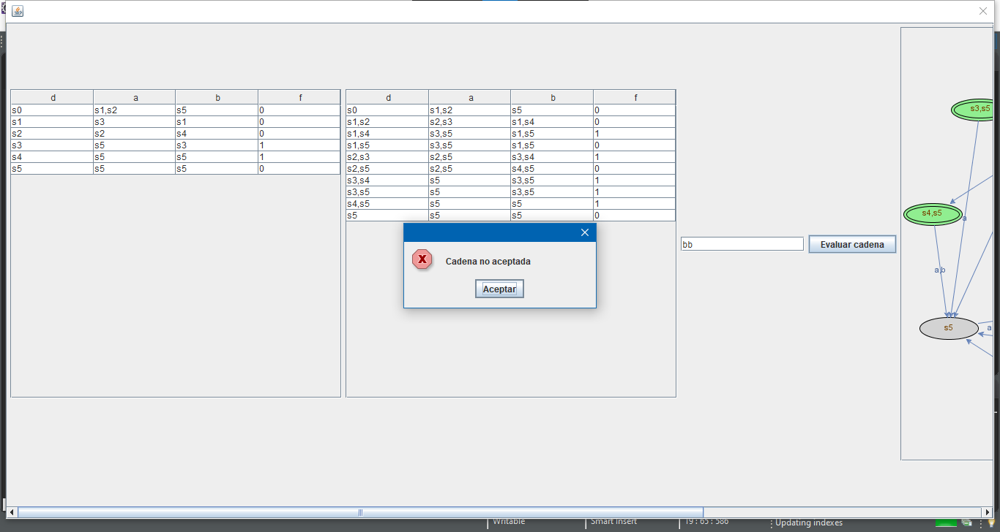 d a b f
s0 s1,s2 s5 0
s1 s3 s1 0
s2 s2 s4 0
s3 s5 s3 1
s4 s5 s5 1
s5 s5 s5 0
d a b f
s0 s1,s2 s5 0
s1,s2 s2,s3 s1,s4 0
s1,s4 s3,s5 s1,s5 1
s1,s5 s3,s5 s1,s5 0
s2,s3 s2,s5 s3,s4 1
s2,s5 s2,s5 s4,s5 0
s3,s4 s5 s3,s5 1
s3,s5 s5 s3,s5 1
s4,s5 s5 s5 1
s5 s5 s5 0
Cadena no aceptada
Aceptar
bb
Evaluar cadena
s3,s5
s4,s5
a
a,b
s5
a
Writable
Smart Insert
19 : 65 : 586
Updating indexes